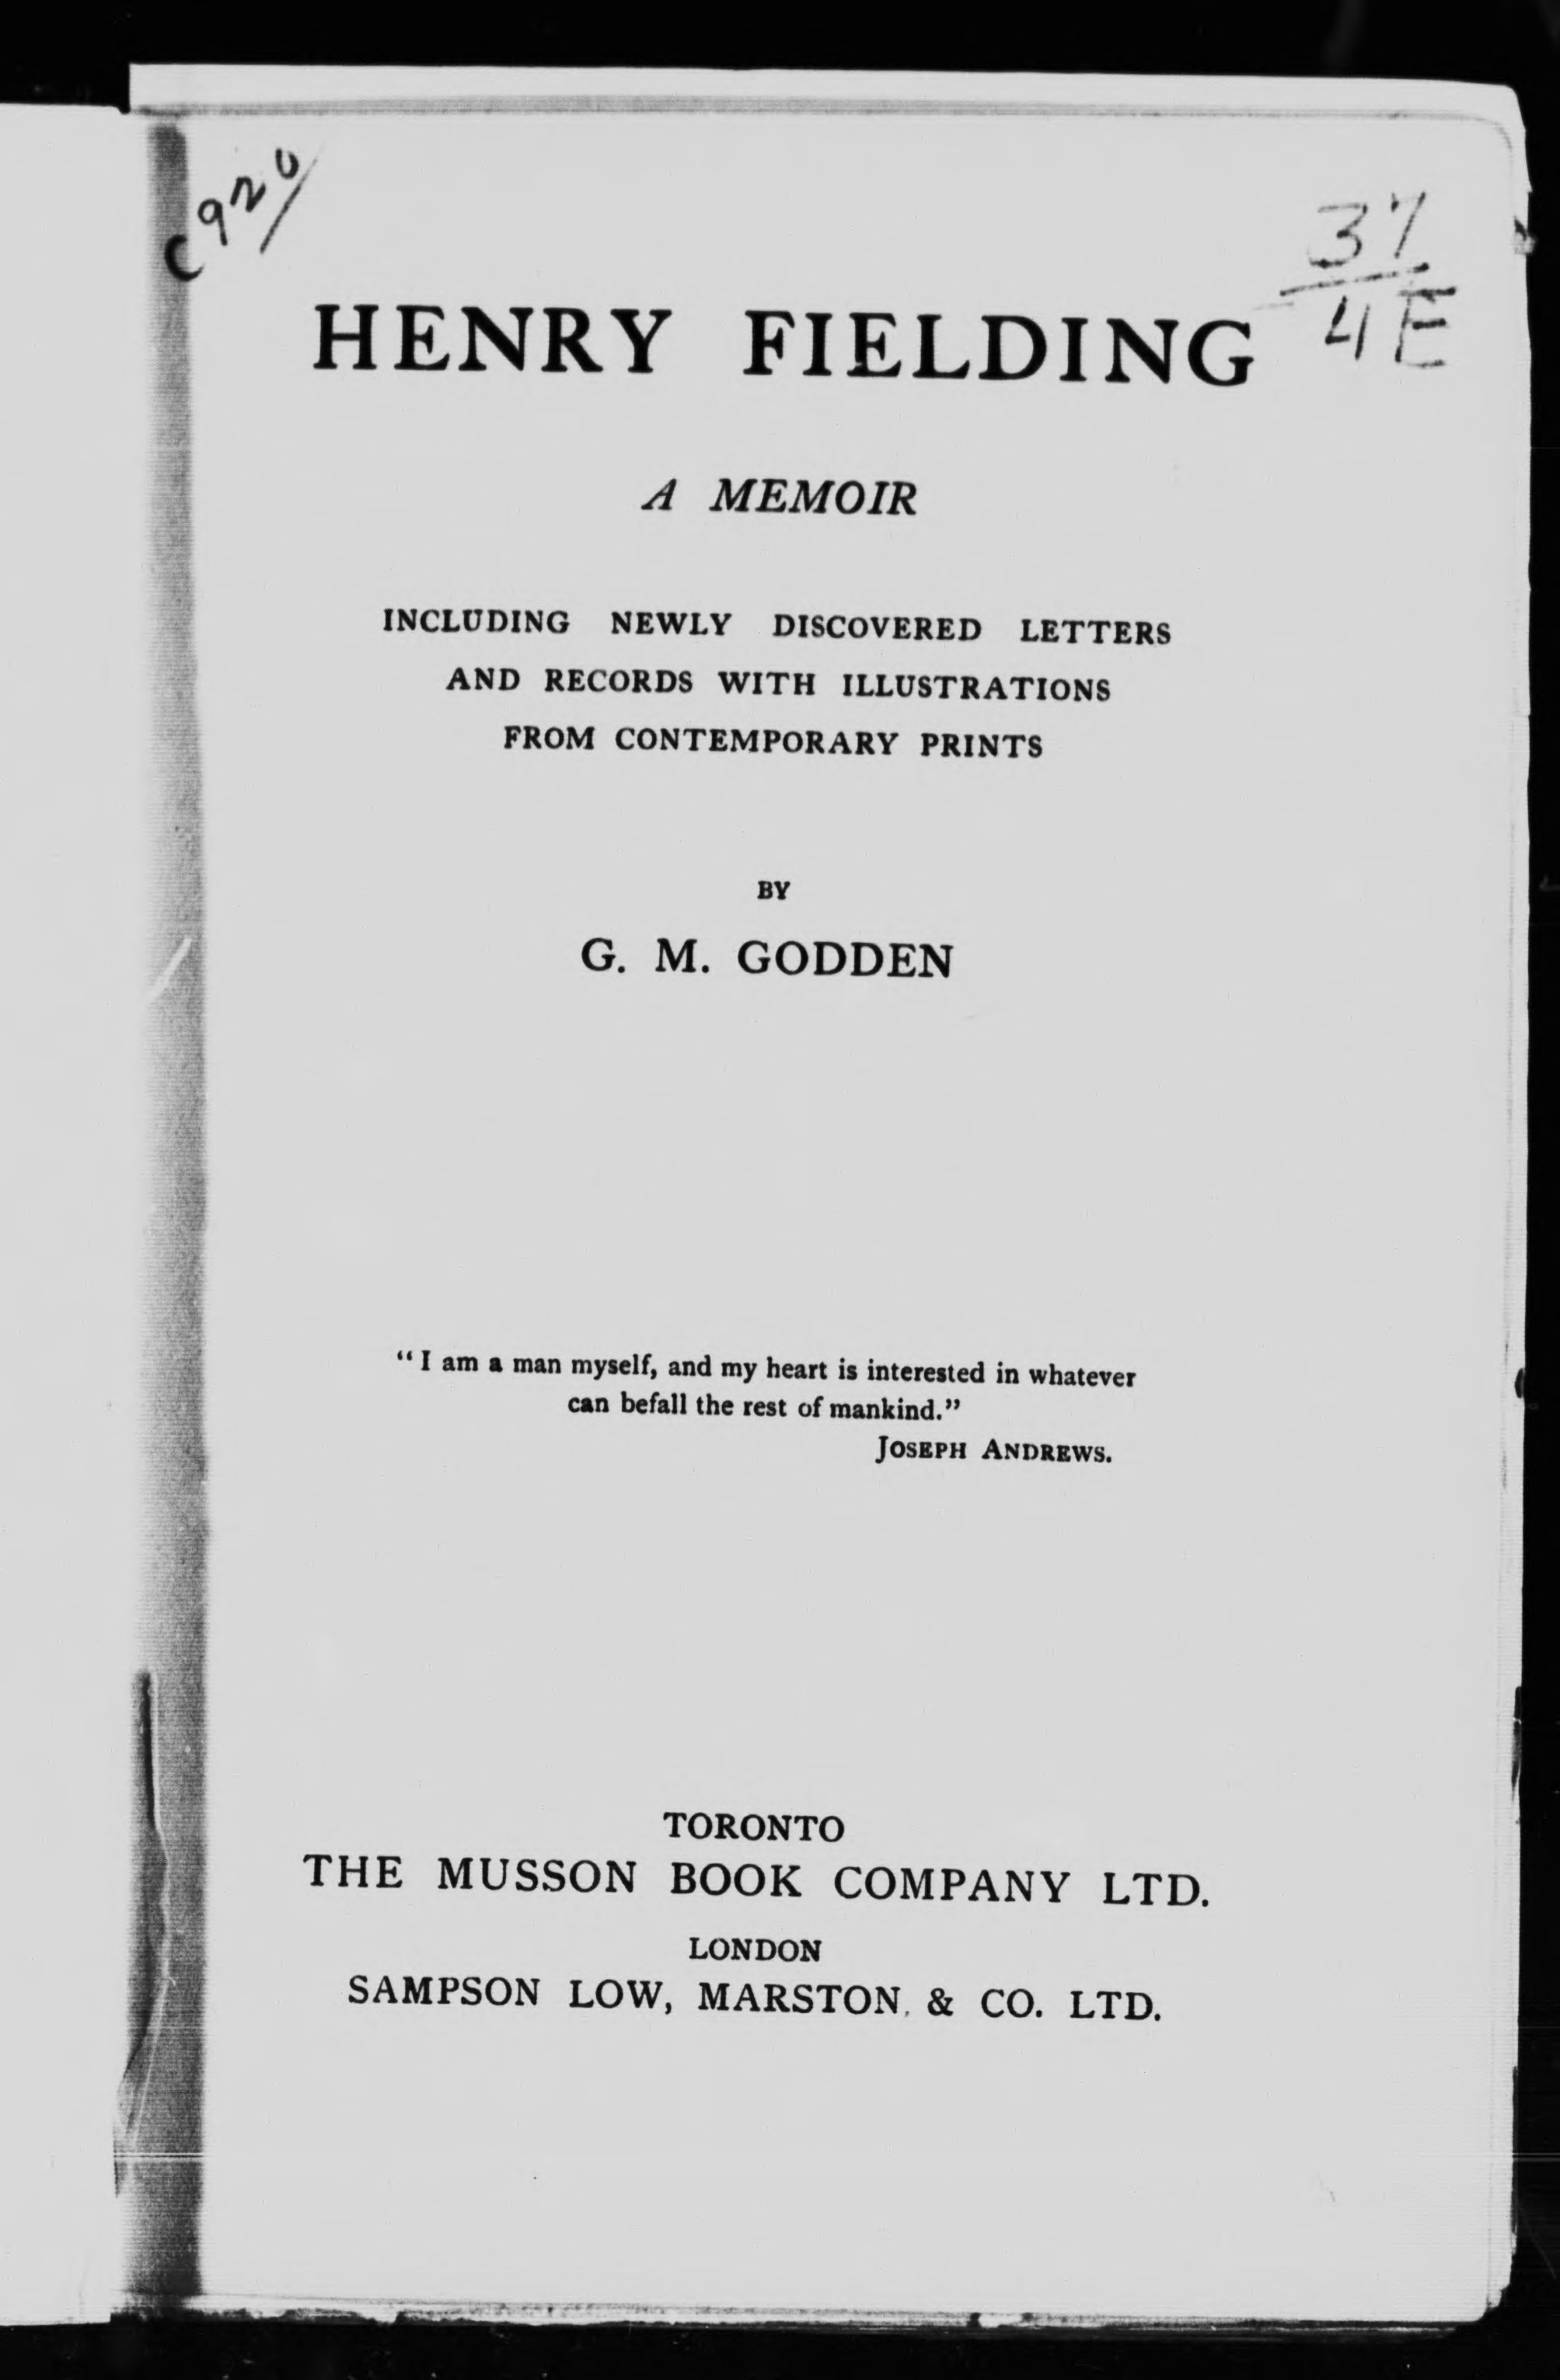 C920/
37
4E
HENRY FIELDING
A MEMOIR
INCLUDING NEWLY DISCOVERED LETTERS
AND RECORDS WITH ILLUSTRATIONS
FROM CONTEMPORARY PRINTS
BY
G. M. GODDEN
“I am a man myself, and my heart is interested in whatever
can befall the rest of mankind.”
JOSEPH ANDREWS.
TORONTO
THE MUSSON BOOK COMPANY LTD.
LONDON
SAMPSON LOW, MARSTON, & CO. LTD.